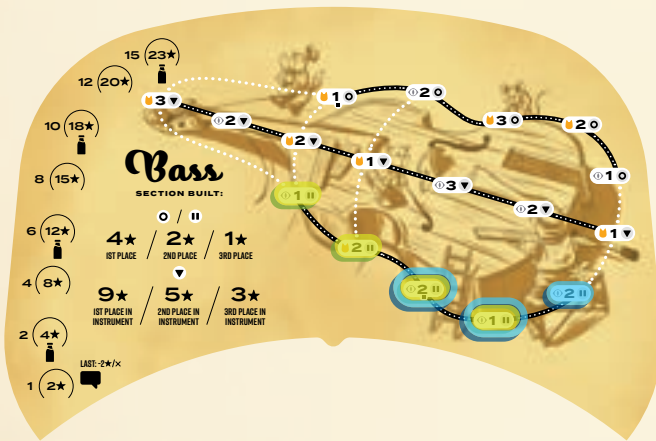 15 23★
12 20★
10 18★
8 15★
6 12★
4 8★
2 4★
1 2★
LAST: -2★/×
Bass
SECTION BUILT:
/
4★ / 2★ / 1★
1ST PLACE 2ND PLACE 3RD PLACE
9★ / 5★ / 3★
1ST PLACE IN INSTRUMENT
2ND PLACE IN INSTRUMENT
3RD PLACE IN INSTRUMENT
1
2
3
2
1
3
2
2
1
3
2
1
1
2
2
1
2